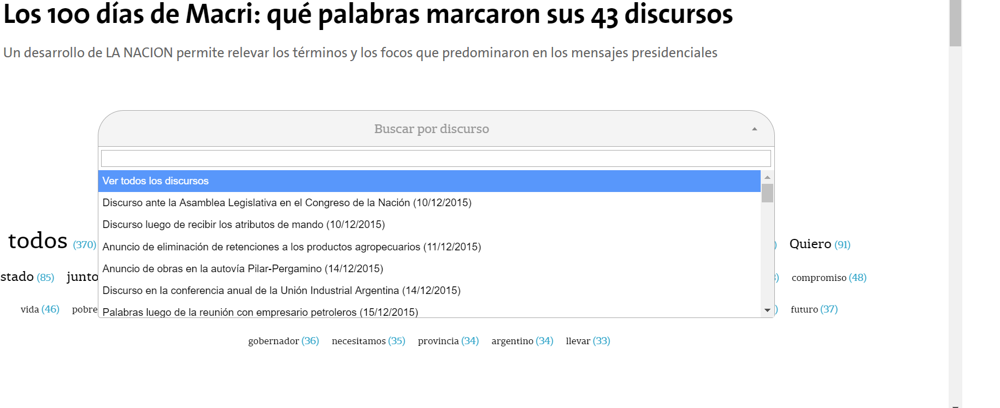 Los 100 días de Macri: qué palabras marcaron sus 43 discursos
Un desarrollo de LA NACION permite relevar los términos y los focos que predominaron en los mensajes presidenciales
Buscar por discurso
Ver todos los discursos
Discurso ante la Asamblea Legislativa en el Congreso de la Nación (10/12/2015)
Discurso luego de recibir los atributos de mando (10/12/2015)
todos (370)
Quiero (91)
Anuncio de eliminación de retenciones a los productos agropecuarios (11/12/2015)
Anuncio de obras en la autovía Pilar-Pergamino (14/12/2015)
stado (85) junto
compromiso (48)
Discurso en la conferencia anual de la Unión Industrial Argentina (14/12/2015)
Palabras luego de la reunión con empresario petroleros (15/12/2015)
vida (46) pobre
futuro (37)
gobernador (36) necesitamos (35) provincia (34) argentino (34) llevar (33)